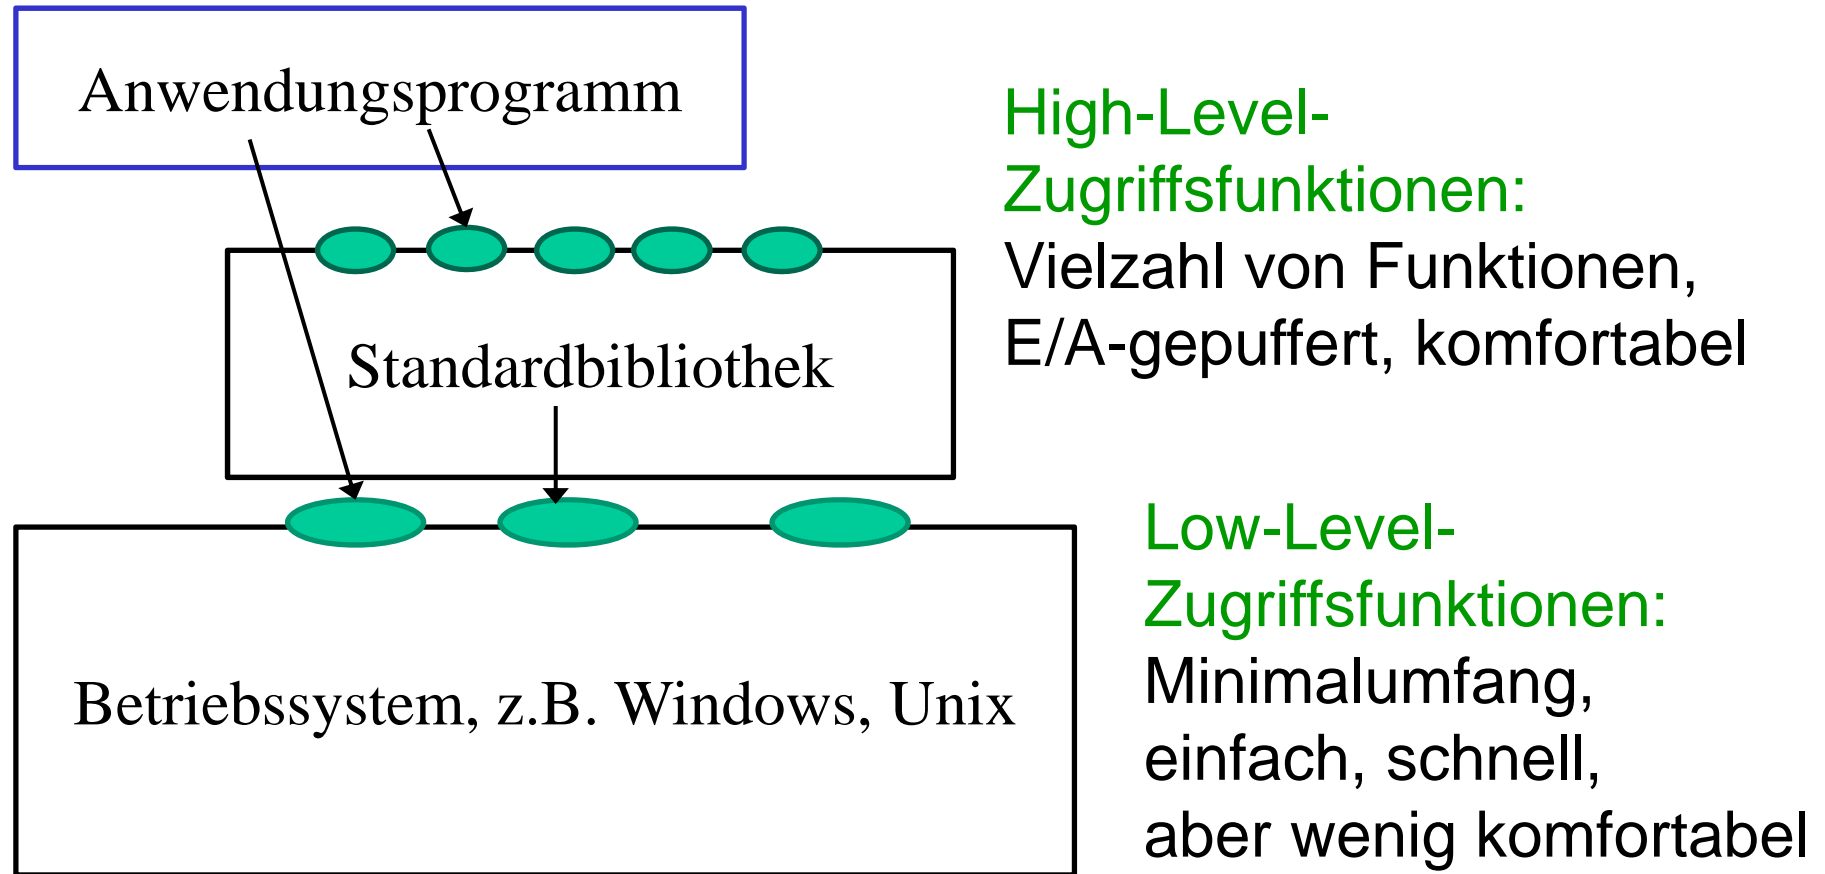 Anwendungsprogramm
High-Level-
Zugriffsfunktionen:
Vielzahl von Funktionen,
E/A-gepuffert, komfortabel
Standardbibliothek
Low-Level-
Zugriffsfunktionen:
Minimalumfang,
einfach, schnell,
aber wenig komfortabel
Betriebssystem, z.B. Windows, Unix